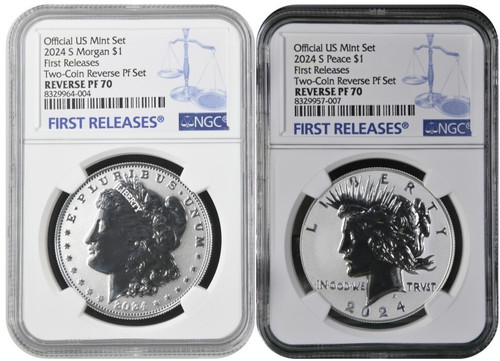 Official US Mint Set
2024 S Morgan $1
First Releases
Two-Coin Reverse Pf Set
REVERSE PF 70
8329964-004
FIRST RELEASES®
NGC
E·PLURIBUS·UNUM
LIBERTY
2024
Official US Mint Set
2024 S Peace $1
First Releases
Two-Coin Reverse Pf Set
REVERSE PF 70
8329957-007
FIRST RELEASES®
NGC
LIBERTY
IN GOD WE TRVST
2024